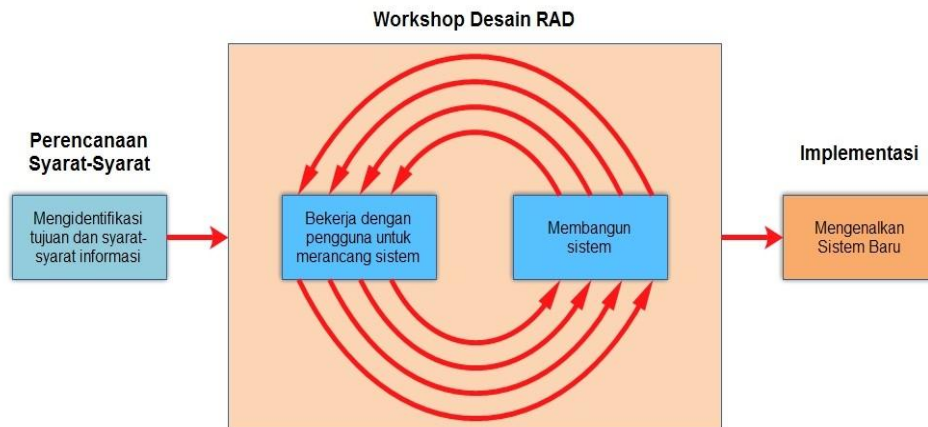 Workshop Desain RAD
Perencanaan
Syarat-Syarat
Mengidentifikasi
tujuan dan syarat-
syarat informasi
Bekerja dengan
pengguna untuk
merancang sistem
Membangun
sistem
Implementasi
Mengenalkan
Sistem Baru